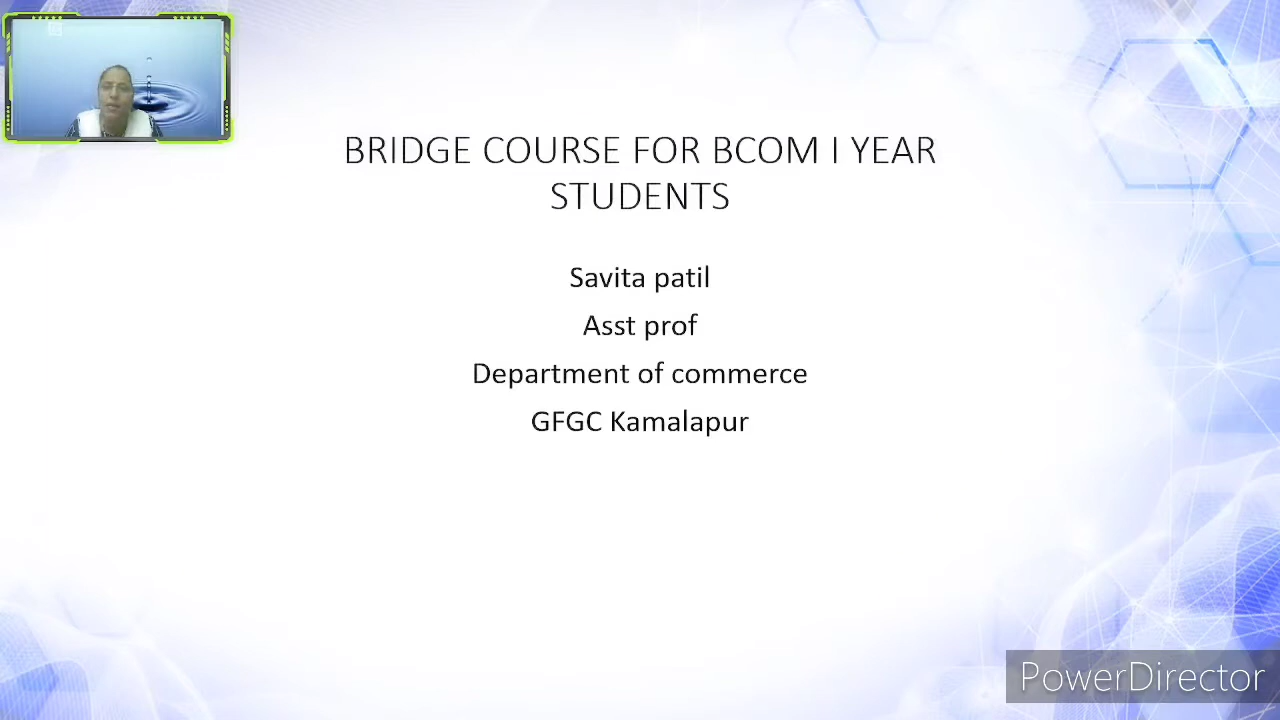 BRIDGE COURSE FOR BCOM I YEAR
STUDENTS
Savita patil
Asst prof
Department of commerce
GFGC Kamalapur
PowerDirector